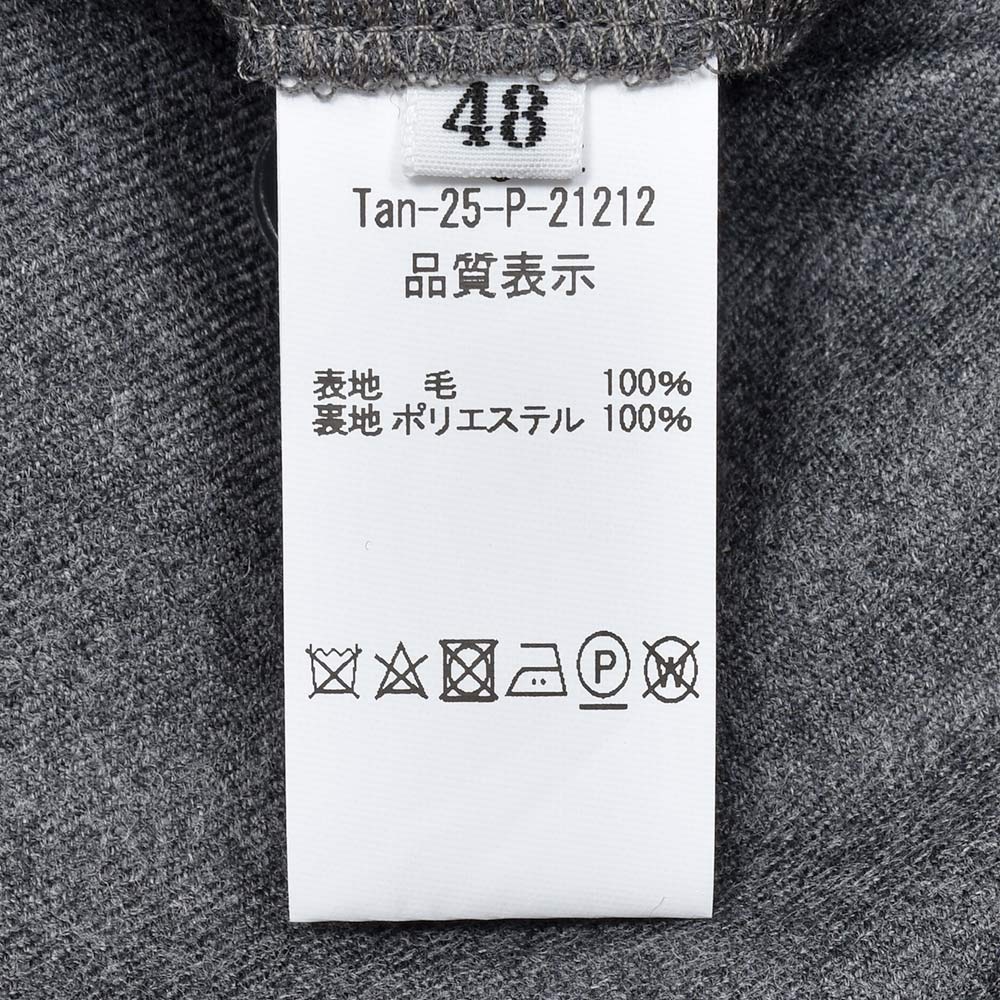 48
Tan-25-P-21212
品質表示
表地 毛 100%
裏地 ポリエステル 100%
P
W